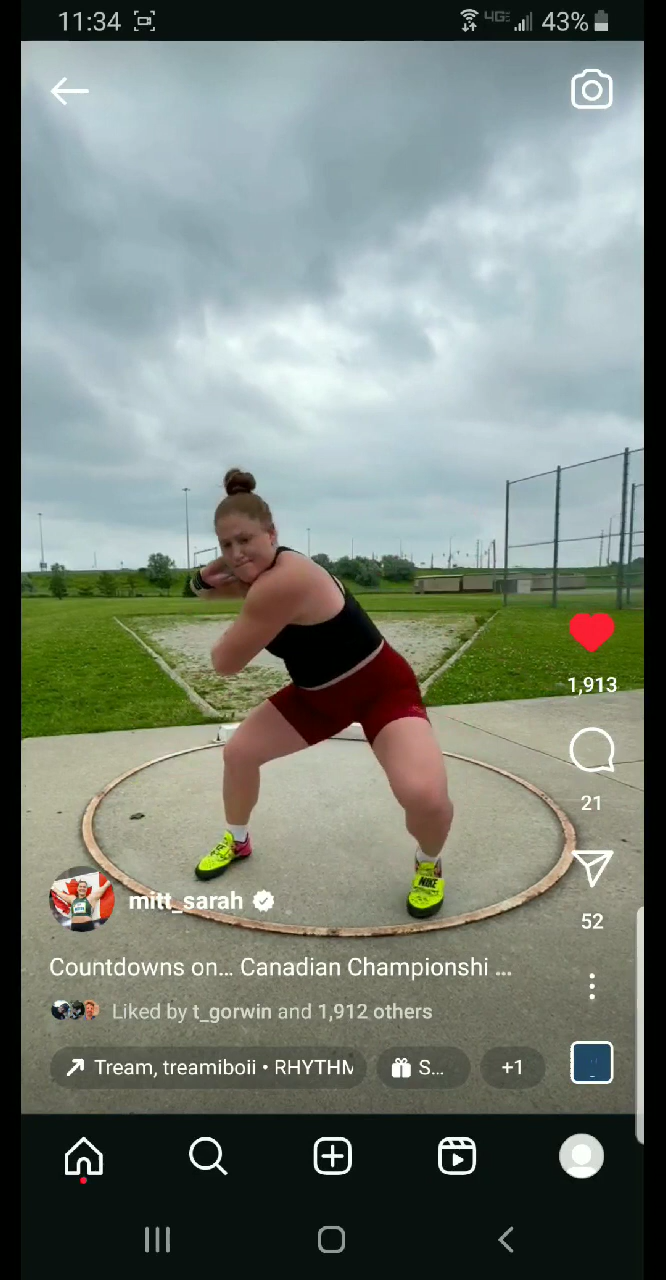 11:34
4GE 43%
1,913
21
NIKE
mitt_sarah
52
Countdowns on... Canadian Championshi ...
Liked by t_gorwin and 1,912 others
Tream, treamiboii • RHYTHM S... +1